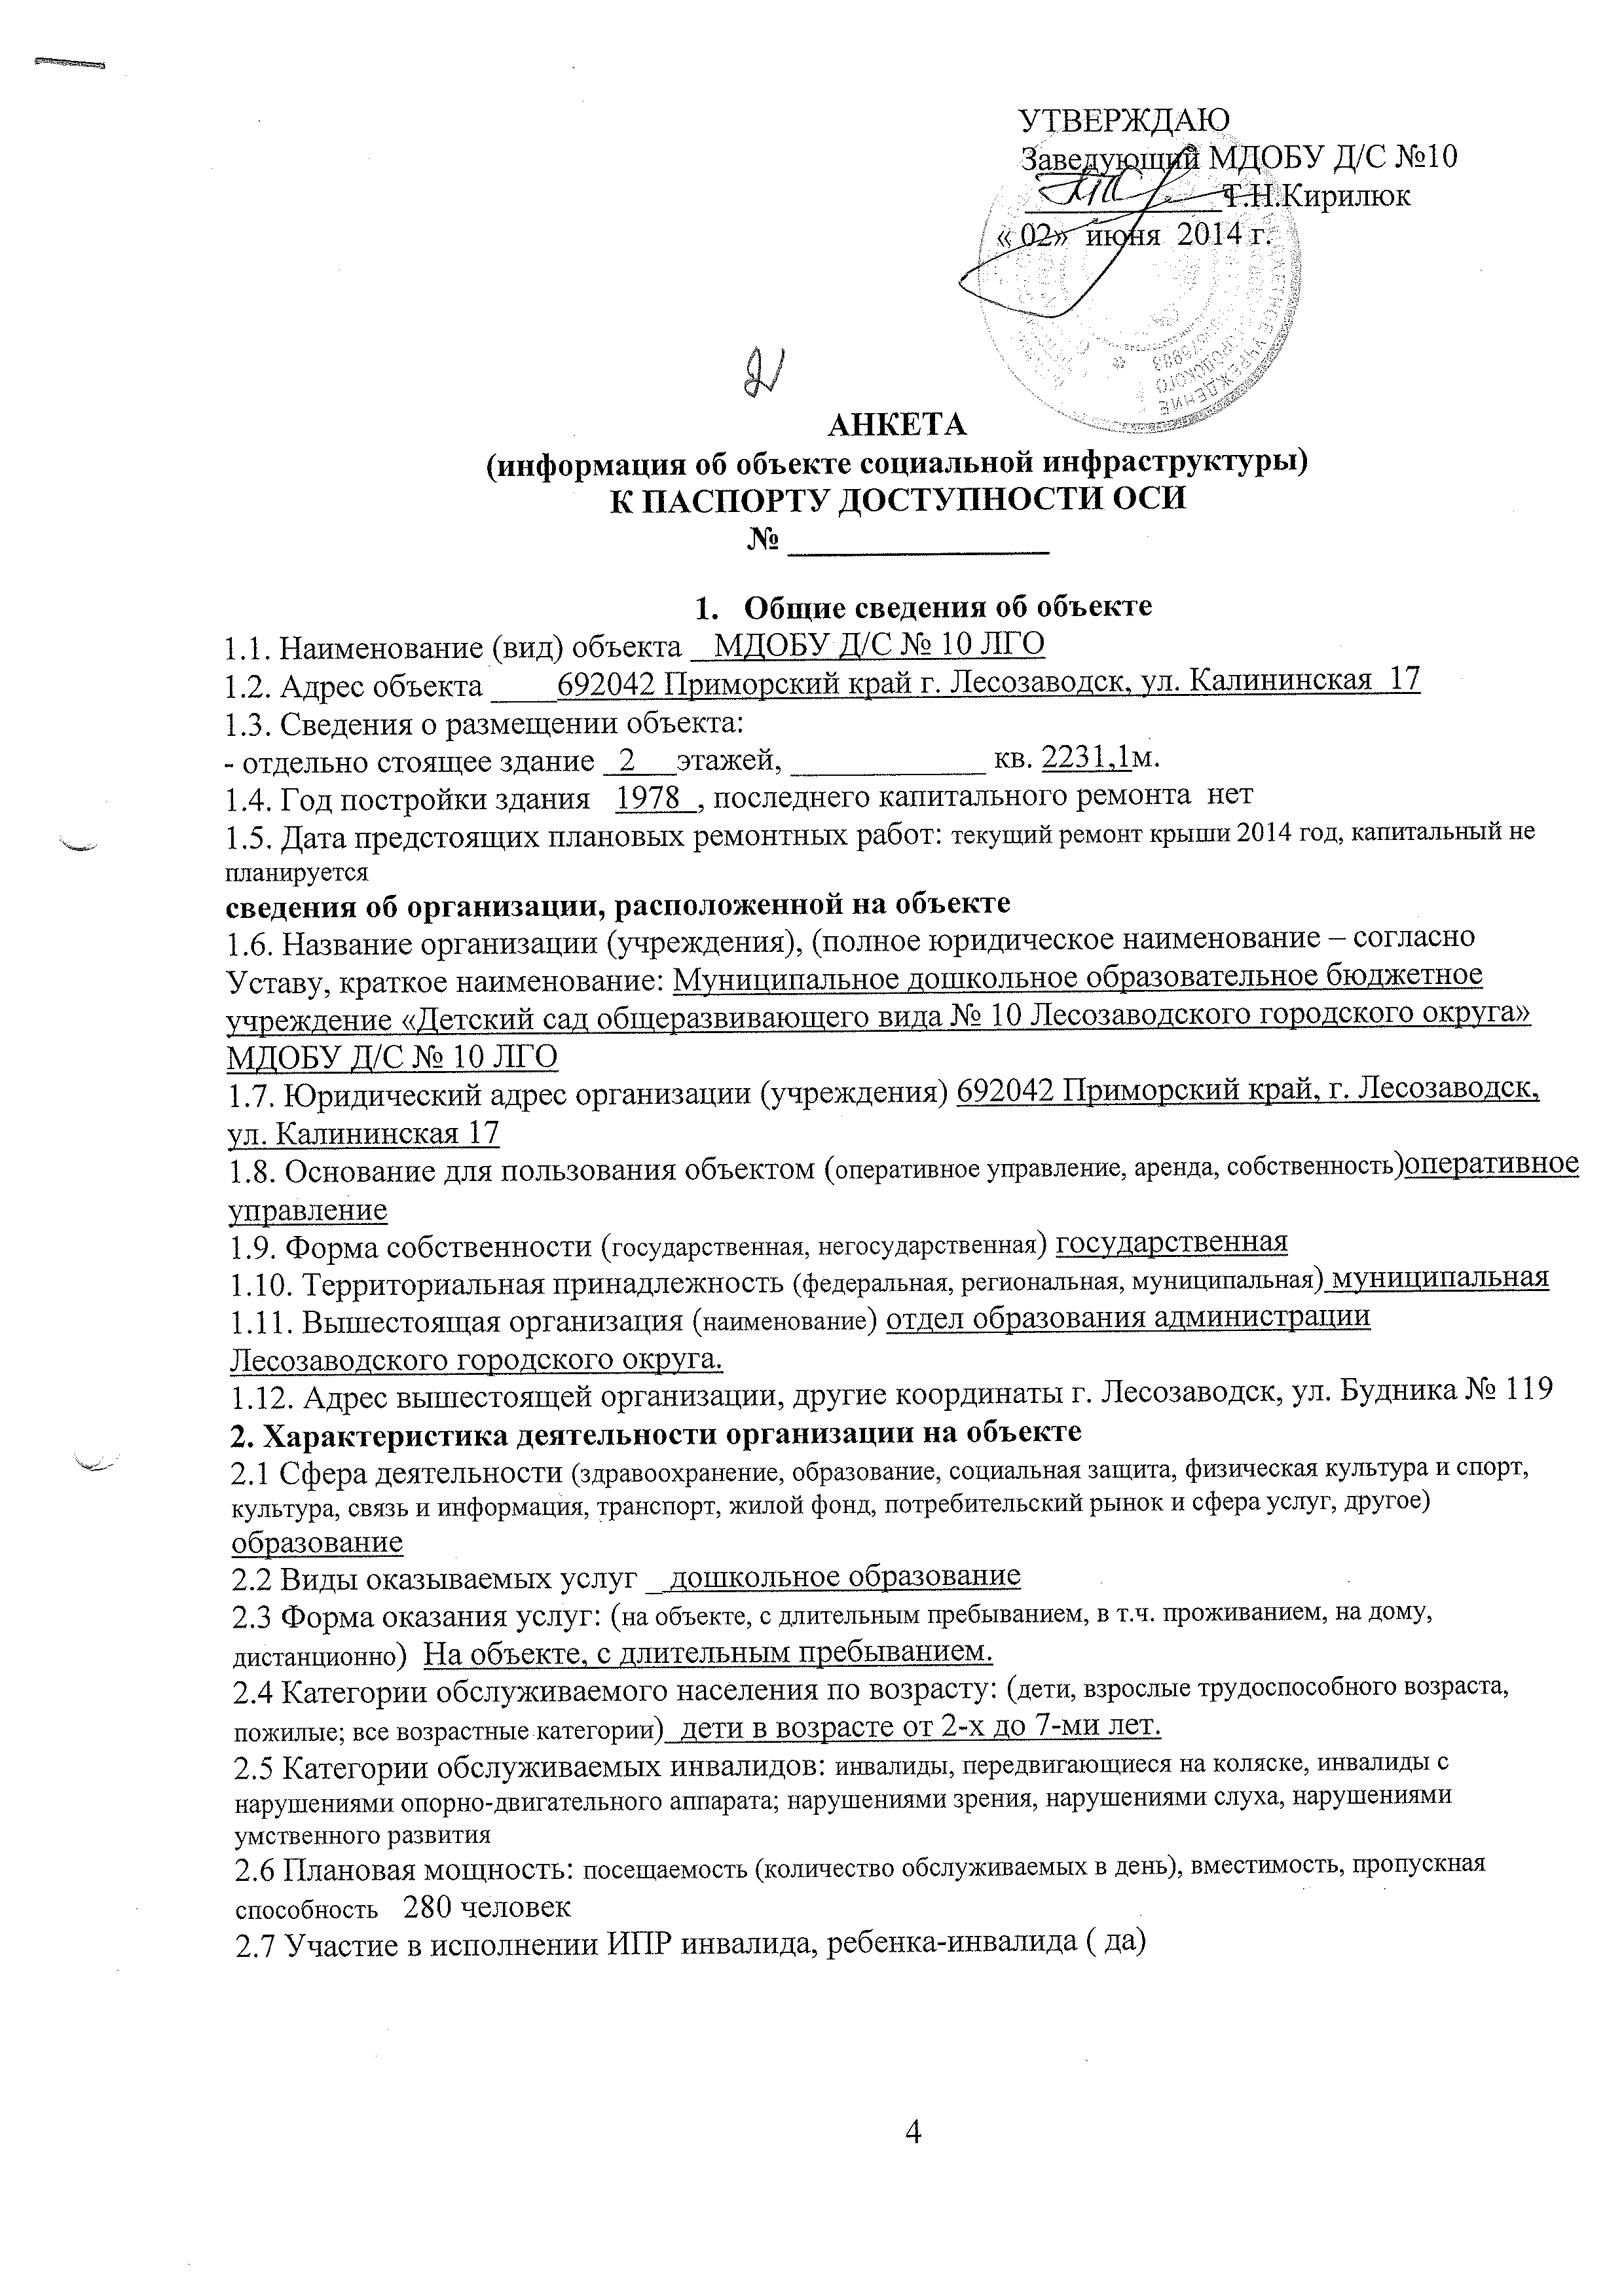 УТВЕРЖДАЮ
Заведующий МДОБУ Д/С №10
____________Т.Н.Кирилюк
« 02» июня 2014 г.
АНКЕТА
(информация об объекте социальной инфраструктуры)
К ПАСПОРТУ ДОСТУПНОСТИ ОСИ
№ ________________
1. Общие сведения об объекте
1.1. Наименование (вид) объекта _ МДОБУ Д/С № 10 ЛГО
1.2. Адрес объекта ____692042 Приморский край г. Лесозаводск, ул. Калининская 17
1.3. Сведения о размещении объекта:
- отдельно стоящее здание _2__этажей, ____________ кв. 2231,1м.
1.4. Год постройки здания 1978_, последнего капитального ремонта нет
1.5. Дата предстоящих плановых ремонтных работ: текущий ремонт крыши 2014 год, капитальный не
планируется
сведения об организации, расположенной на объекте
1.6. Название организации (учреждения), (полное юридическое наименование – согласно
Уставу, краткое наименование: Муниципальное дошкольное образовательное бюджетное
учреждение «Детский сад общеразвивающего вида № 10 Лесозаводского городского округа»
МДОБУ Д/С № 10 ЛГО
1.7. Юридический адрес организации (учреждения) 692042 Приморский край, г. Лесозаводск,
ул. Калининская 17
1.8. Основание для пользования объектом (оперативное управление, аренда, собственность)оперативное
управление
1.9. Форма собственности (государственная, негосударственная) государственная
1.10. Территориальная принадлежность (федеральная, региональная, муниципальная) муниципальная
1.11. Вышестоящая организация (наименование) отдел образования администрации
Лесозаводского городского округа.
1.12. Адрес вышестоящей организации, другие координаты г. Лесозаводск, ул. Будника № 119
2. Характеристика деятельности организации на объекте
2.1 Сфера деятельности (здравоохранение, образование, социальная защита, физическая культура и спорт,
культура, связь и информация, транспорт, жилой фонд, потребительский рынок и сфера услуг, другое)
образование
2.2 Виды оказываемых услуг _ дошкольное образование
2.3 Форма оказания услуг: (на объекте, с длительным пребыванием, в т.ч. проживанием, на дому,
дистанционно) На объекте, с длительным пребыванием.
2.4 Категории обслуживаемого населения по возрасту: (дети, взрослые трудоспособного возраста,
пожилые; все возрастные категории)_дети в возрасте от 2-х до 7-ми лет.
2.5 Категории обслуживаемых инвалидов: инвалиды, передвигающиеся на коляске, инвалиды с
нарушениями опорно-двигательного аппарата; нарушениями зрения, нарушениями слуха, нарушениями
умственного развития
2.6 Плановая мощность: посещаемость (количество обслуживаемых в день), вместимость, пропускная
способность 280 человек
2.7 Участие в исполнении ИПР инвалида, ребенка-инвалида ( да)
4